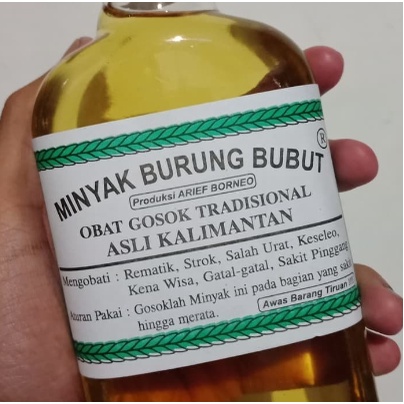 MINYAK BURUNG BUBUT ®
Produksi ARIEF BORNEO
OBAT GOSOK TRADISIONAL
ASLI KALIMANTAN
Mengobati : Rematik, Strok, Salah Urat, Keseleo,
Kena Wisa, Gatal-gatal, Sakit Pinggang
Aturan Pakai : Gosoklah Minyak ini pada bagian yang sakit
hingga merata.
Awas Barang Tiruan